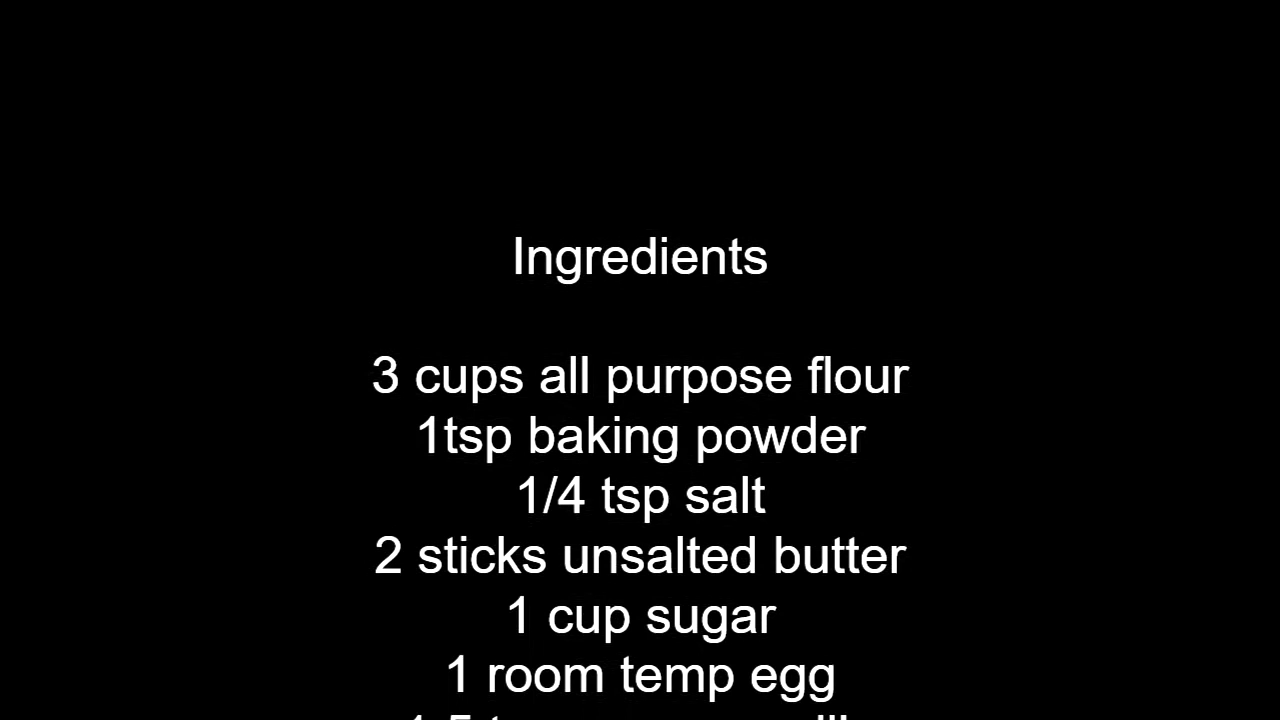 Ingredients
3 cups all purpose flour
1tsp baking powder
1/4 tsp salt
2 sticks unsalted butter
1 cup sugar
1 room temp egg